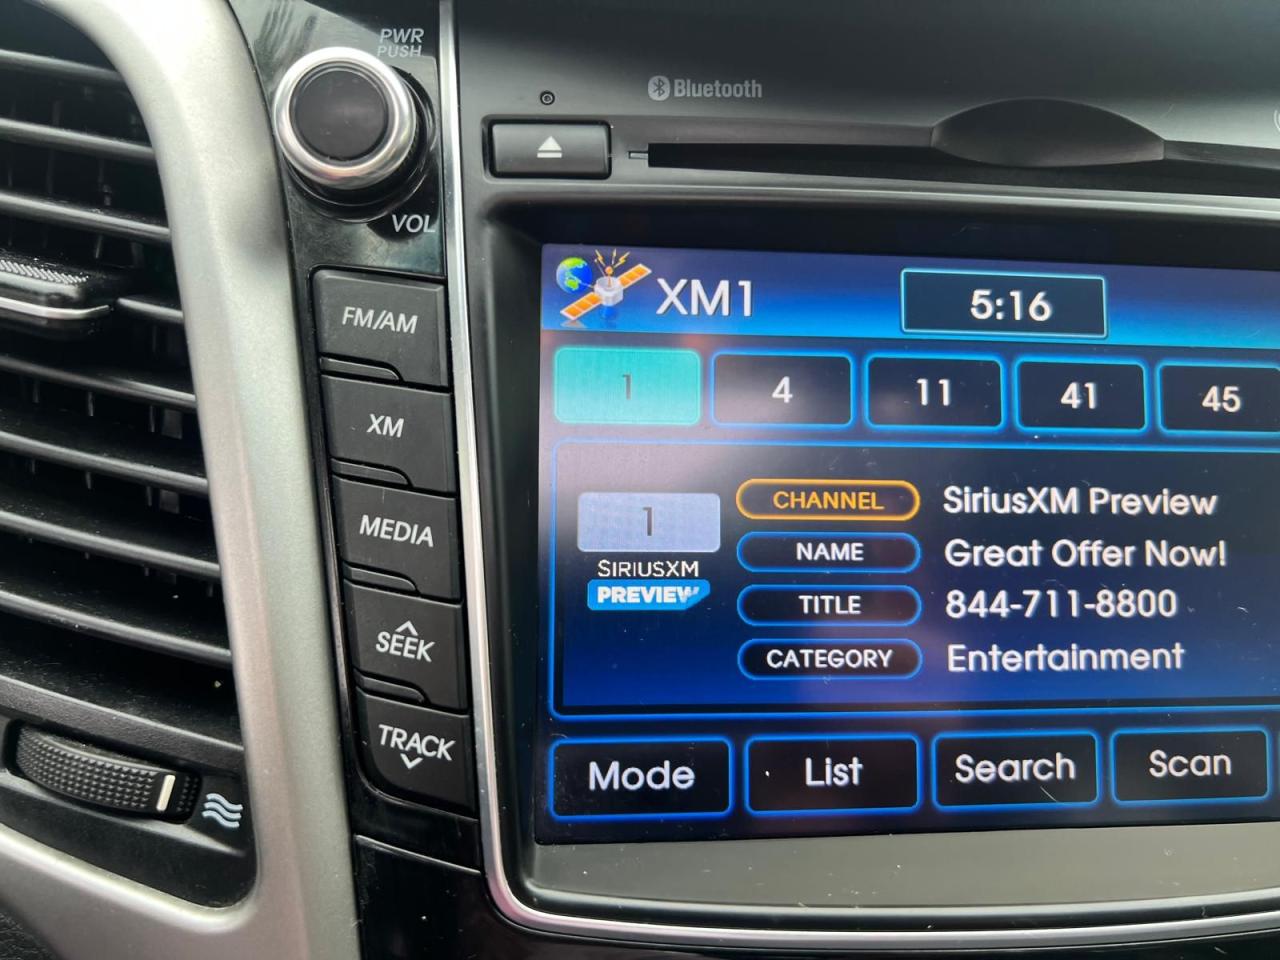 PWR
PUSH
VOL
Bluetooth
FM/AM
XM
MEDIA
SEEK
TRACK
XM1
5:16
1
4
11
41
45
1
SIRIUSXM
PREVIEW
CHANNEL SiriusXM Preview
NAME Great Offer Now!
TITLE 844-711-8800
CATEGORY Entertainment
Mode
List
Search
Scan